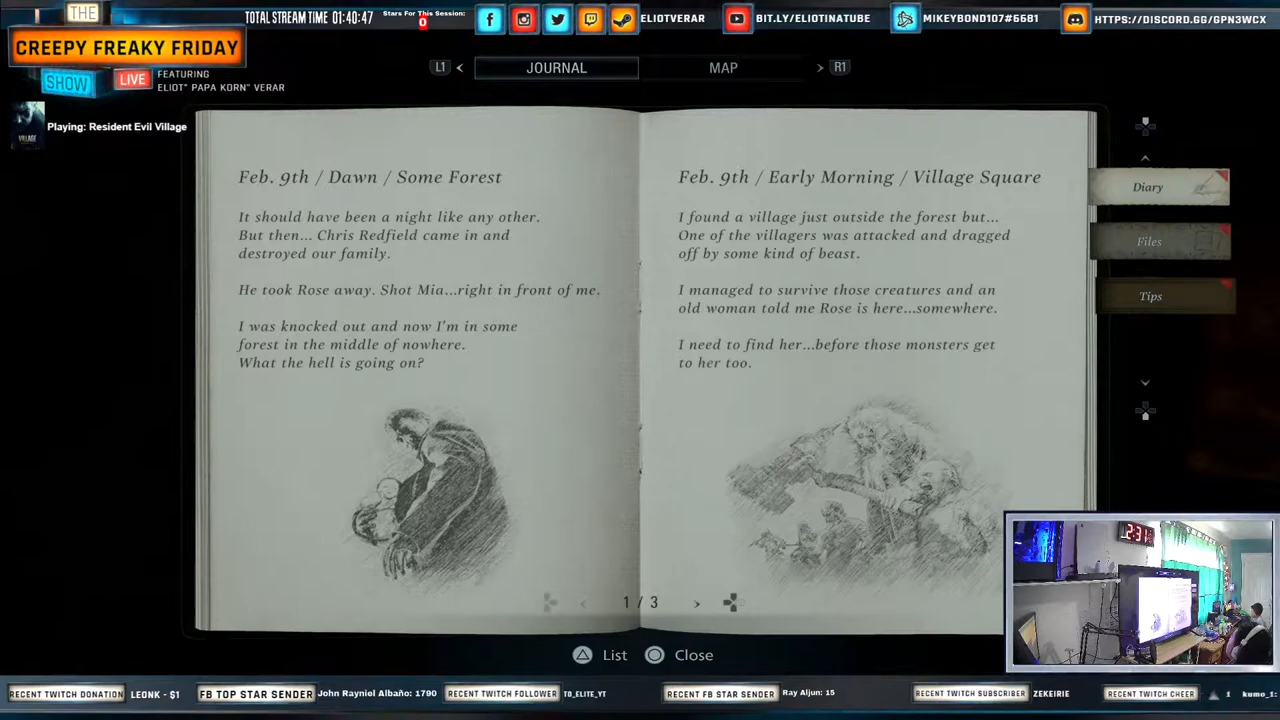 THE
CREEPY FREAKY FRIDAY
SHOW
LIVE
FEATURING
ELIOT" PAPA KORN" VERAR
TOTAL STREAM TIME 01:40:47
Stars For This Session:
0
ELIOTVERAR
BIT.LY/ELIOTINATUBE
MIKEYBOND107#6681
HTTPS://DISCORD.GG/GPN3WCX
Playing: Resident Evil Village
L1 < JOURNAL MAP > R1
Feb. 9th / Dawn / Some Forest
It should have been a night like any other.
But then... Chris Redfield came in and
destroyed our family.
He took Rose away. Shot Mia...right in front of me.
I was knocked out and now I'm in some
forest in the middle of nowhere.
What the hell is going on?
Feb. 9th / Early Morning / Village Square
I found a village just outside the forest but...
One of the villagers was attacked and dragged
off by some kind of beast.
I managed to survive those creatures and an
old woman told me Rose is here...somewhere.
I need to find her...before those monsters get
to her too.
Diary
Files
Tips
< 1 / 3 >
List Close
2:31
RECENT TWITCH DONATION LEONK - $1
FB TOP STAR SENDER John Rayniel Albaño: 1790
RECENT TWITCH FOLLOWER TO_ELITE_YT
RECENT FB STAR SENDER Ray Aljun: 15
RECENT TWITCH SUBSCRIBER ZEKEIRIE
RECENT TWITCH CHEER 1 kumo_1: